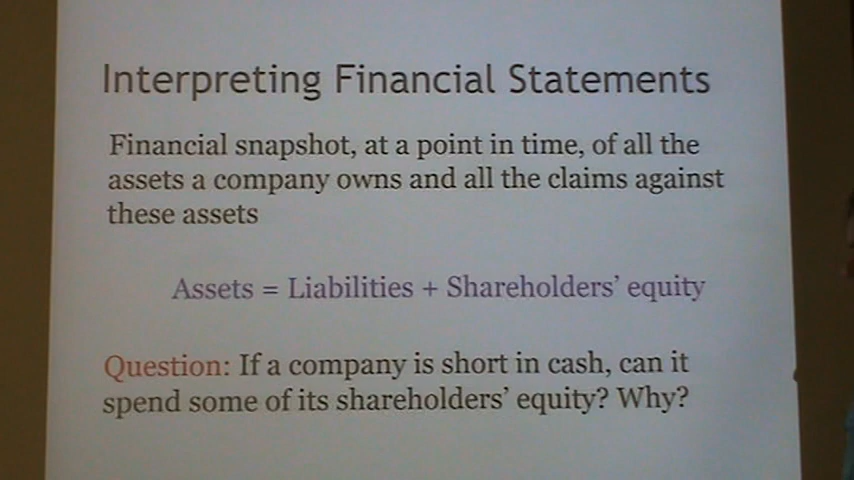 Interpreting Financial Statements
Financial snapshot, at a point in time, of all the
assets a company owns and all the claims against
these assets
Assets = Liabilities + Shareholders’ equity
Question: If a company is short in cash, can it
spend some of its shareholders’ equity? Why?